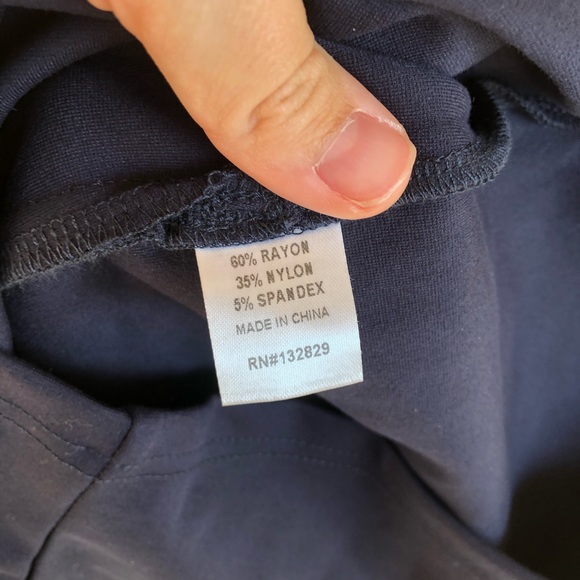 60% RAYON
35% NYLON
5% SPANDEX
MADE IN CHINA
RN#132829